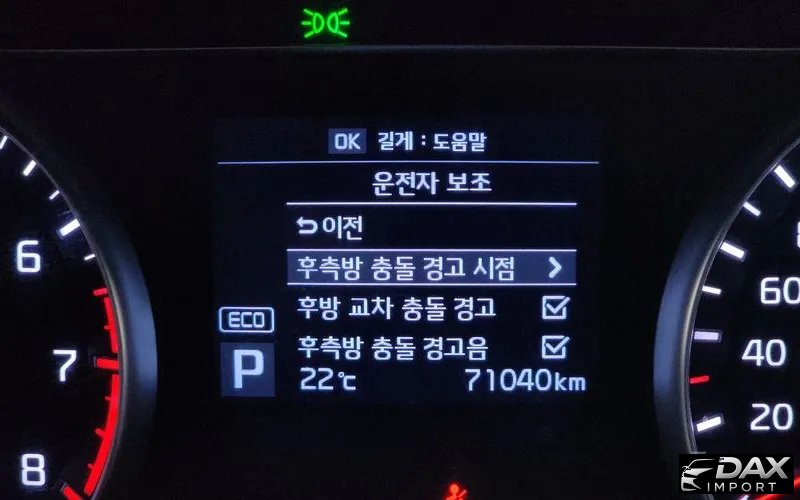 OK 길게 : 도움말
운전자 보조
이전
후측방 충돌 경고 시점
후방 교차 충돌 경고
ECO
후측방 충돌 경고음
P
22℃ 71040km
6
7
8
60
40
20
DAX
IMPORT